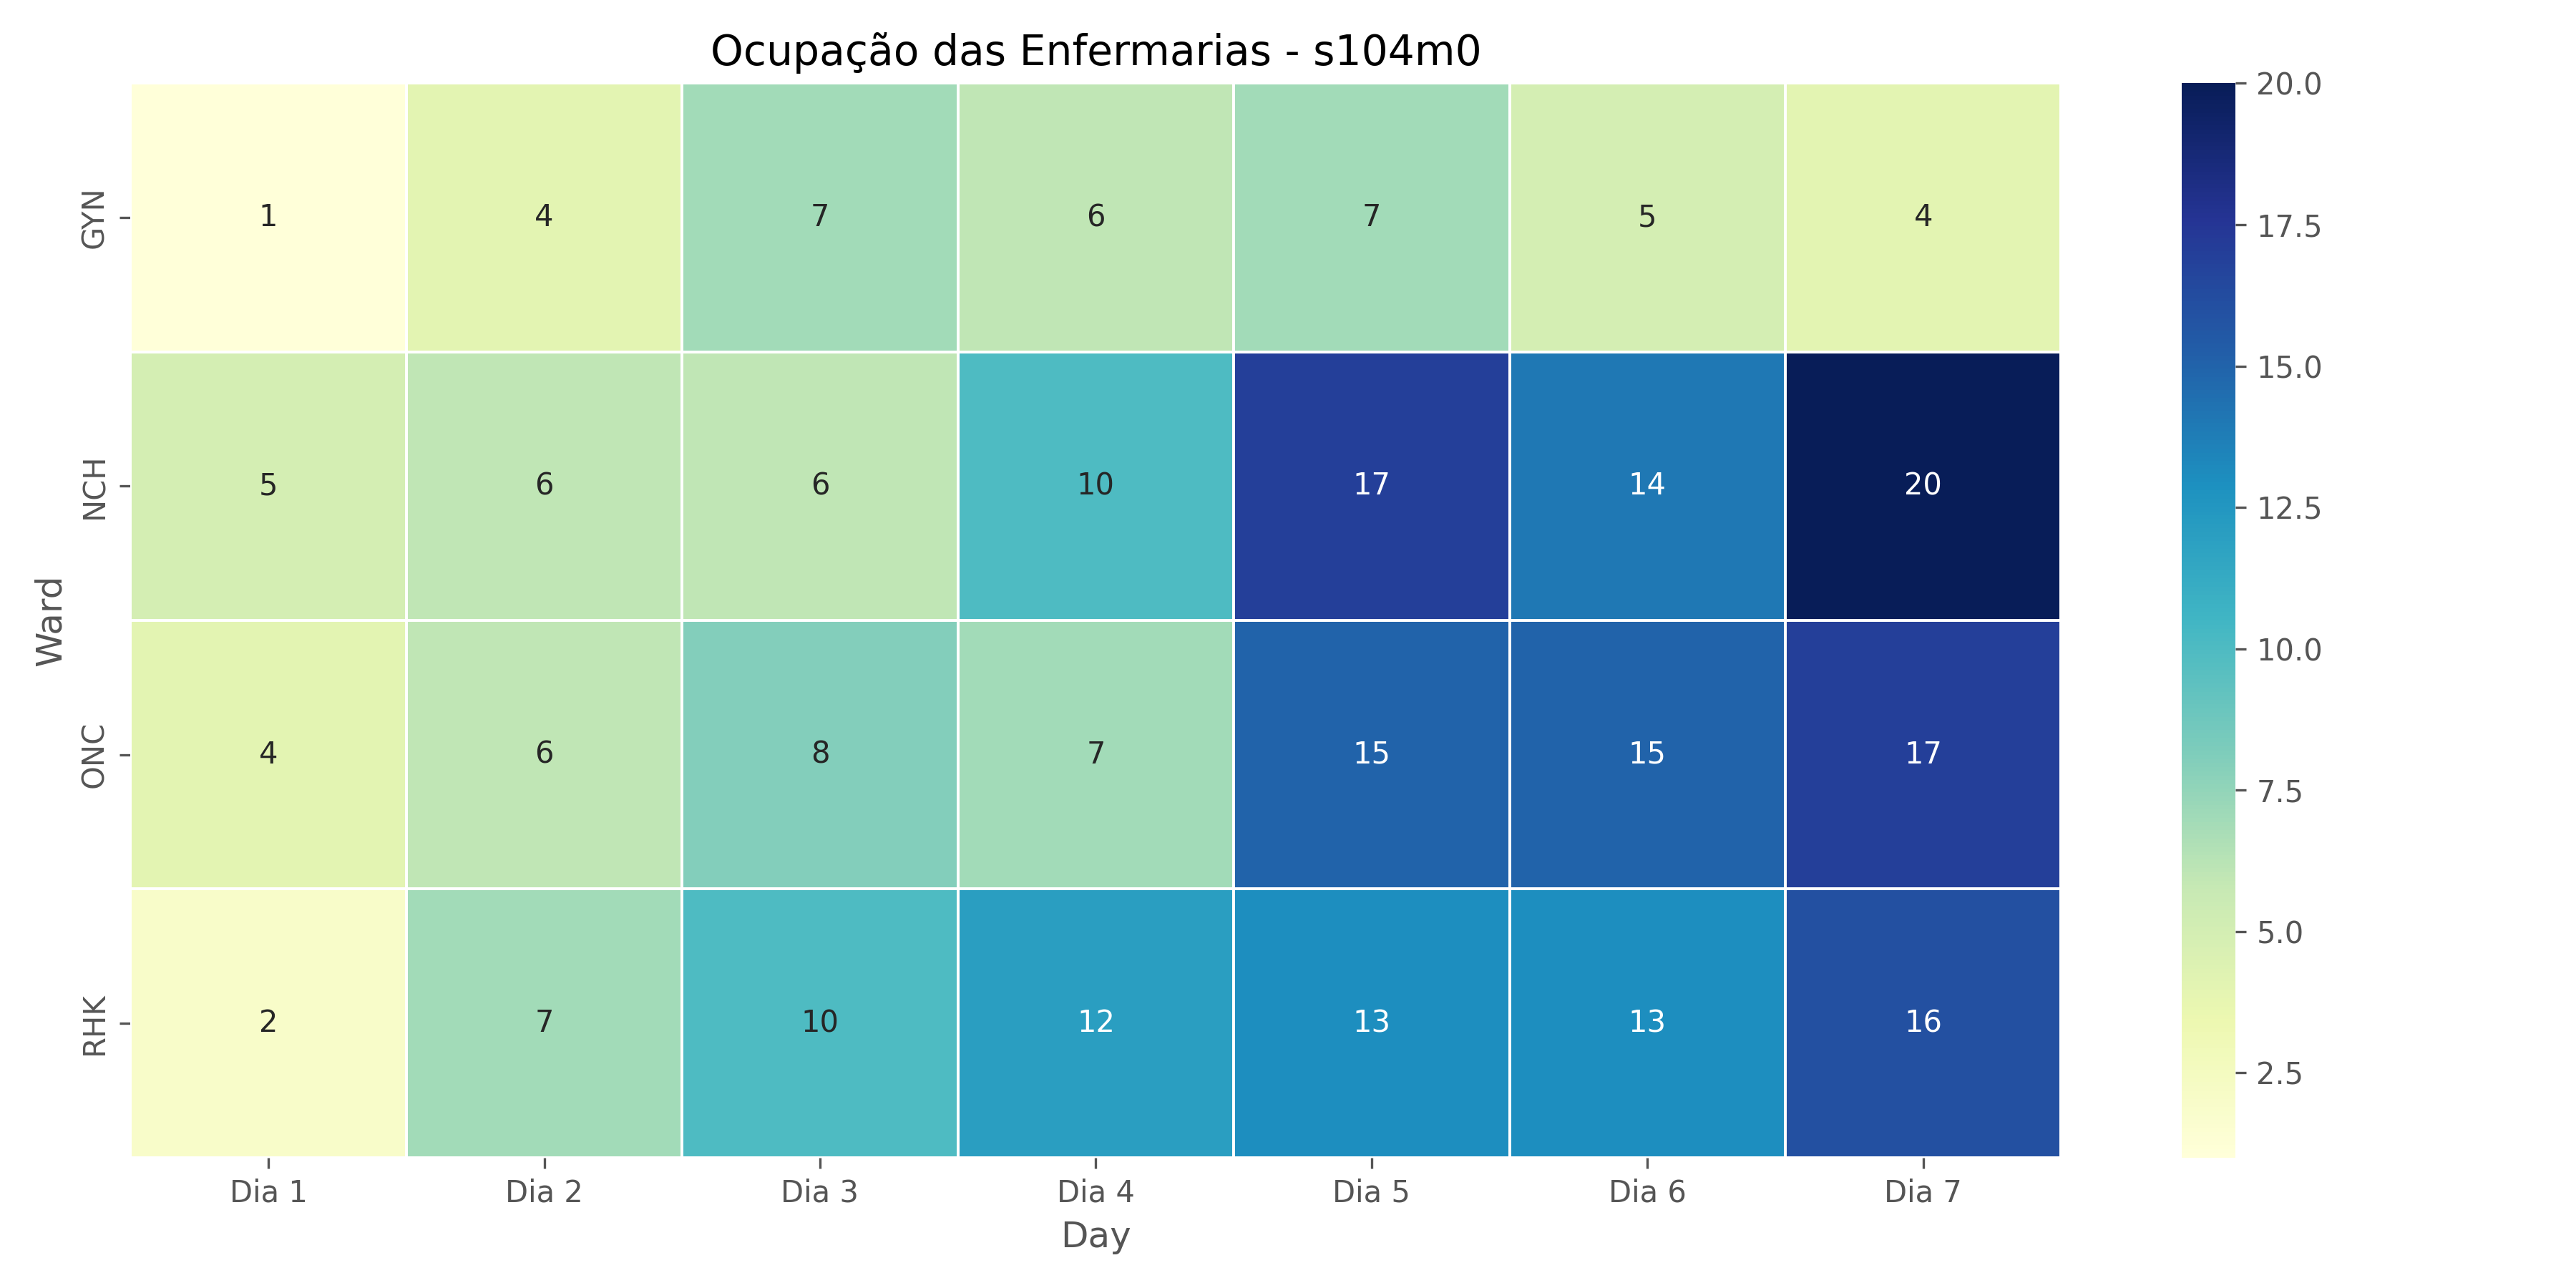 Ocupação das Enfermarias - s104m0
Ward
GYN 1 4 7 6 7 5 4
NCH 5 6 6 10 17 14 20
ONC 4 6 8 7 15 15 17
RHK 2 7 10 12 13 13 16
Dia 1 Dia 2 Dia 3 Dia 4 Dia 5 Dia 6 Dia 7
Day
20.0
17.5
15.0
12.5
10.0
7.5
5.0
2.5